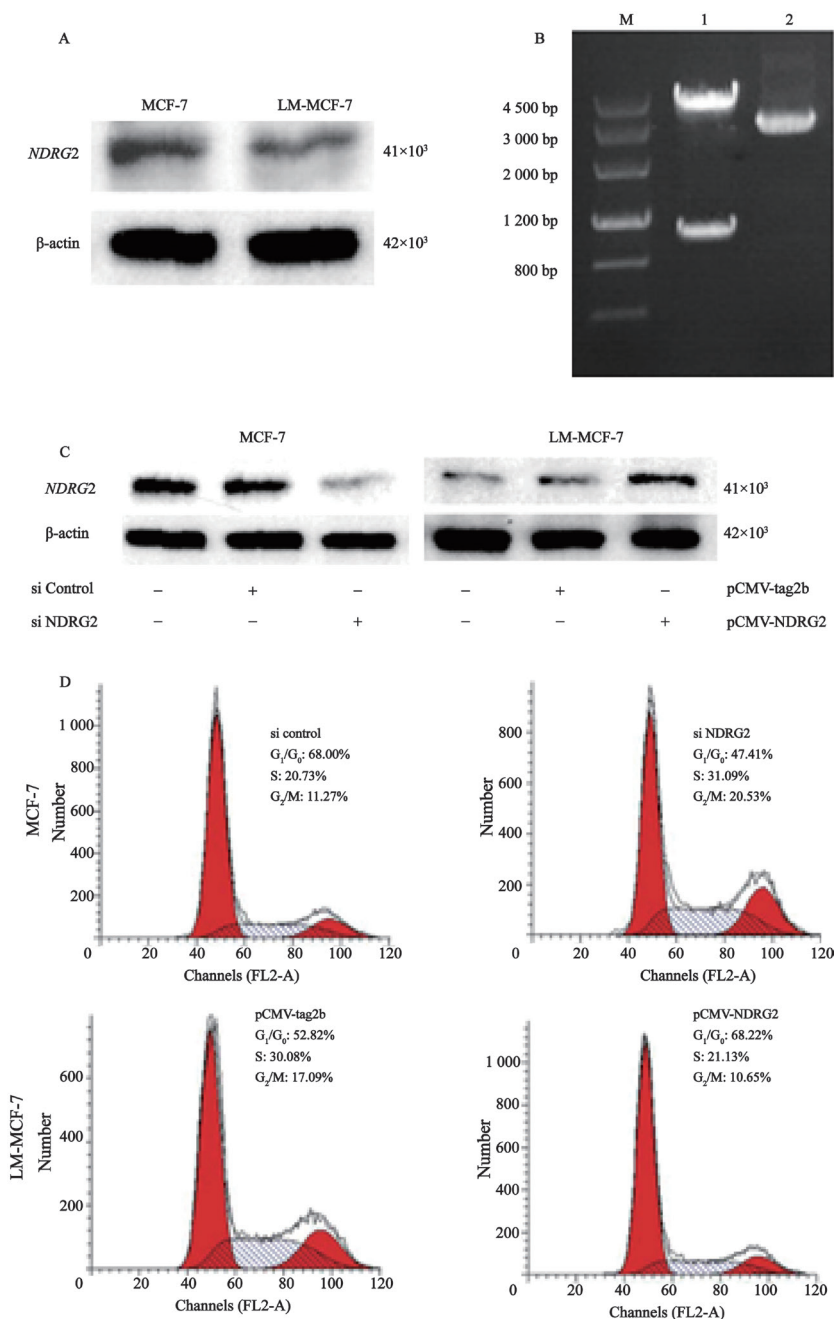 A
MCF-7 LM-MCF-7
NDRG2 41×10³
β-actin 42×10³
B
M 1 2
4 500 bp
3 000 bp
2 000 bp
1 200 bp
800 bp
C
MCF-7 LM-MCF-7
NDRG2 41×10³
β-actin 42×10³
si Control − + − − + − pCMV-tag2b
si NDRG2 − − + − − + pCMV-NDRG2
D
MCF-7
Number
1 000
800
600
400
200
0 20 40 60 80 100 120
Channels (FL2-A)
si control
G₁/G₀: 68.00%
S: 20.73%
G₂/M: 11.27%
Number
800
600
400
200
0 20 40 60 80 100 120
Channels (FL2-A)
si NDRG2
G₁/G₀: 47.41%
S: 31.09%
G₂/M: 20.53%
LM-MCF-7
Number
600
400
200
0 20 40 60 80 100 120
Channels (FL2-A)
pCMV-tag2b
G₁/G₀: 52.82%
S: 30.08%
G₂/M: 17.09%
Number
1 000
800
600
400
200
0 20 40 60 80 100 120
Channels (FL2-A)
pCMV-NDRG2
G₁/G₀: 68.22%
S: 21.13%
G₂/M: 10.65%